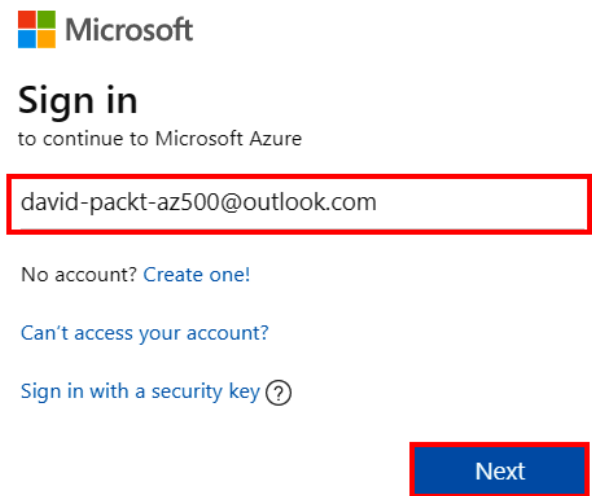 Microsoft
Sign in
to continue to Microsoft Azure
david-packt-az500@outlook.com
No account? Create one!
Can't access your account?
Sign in with a security key ?
Next